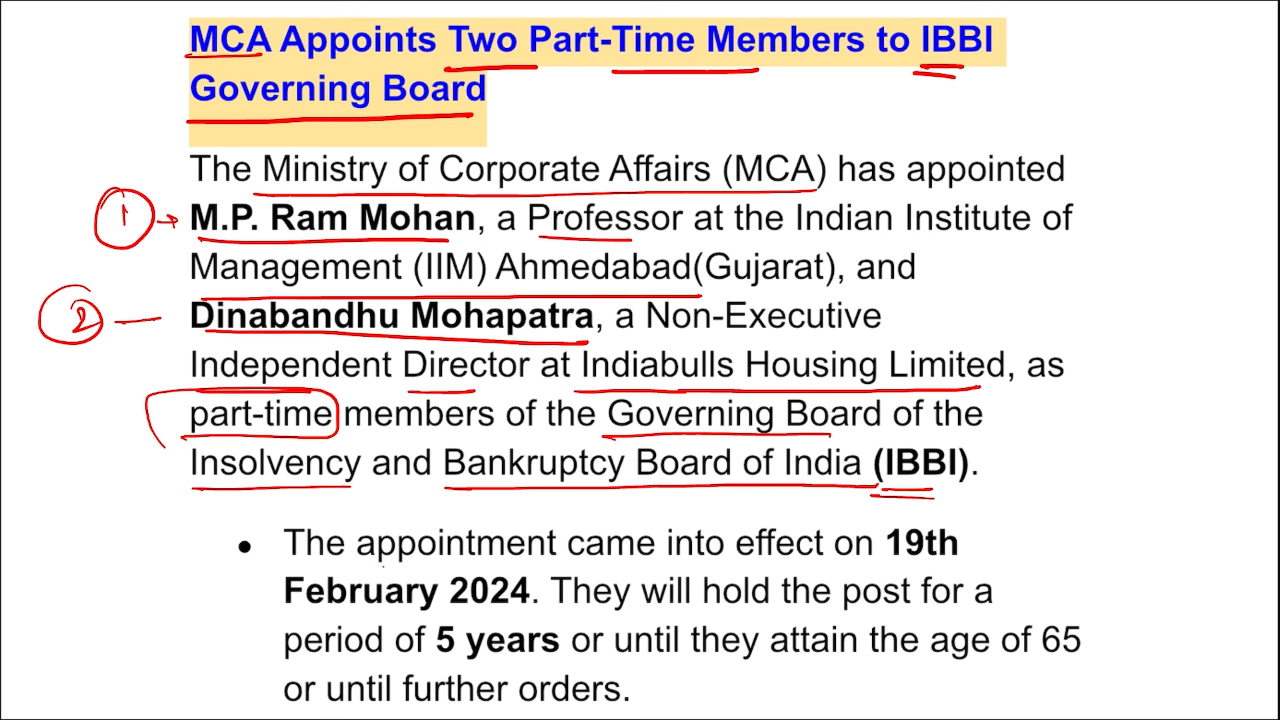 MCA Appoints Two Part-Time Members to IBBI
Governing Board
The Ministry of Corporate Affairs (MCA) has appointed
1 M.P. Ram Mohan, a Professor at the Indian Institute of
Management (IIM) Ahmedabad(Gujarat), and
2 Dinabandhu Mohapatra, a Non-Executive
Independent Director at Indiabulls Housing Limited, as
part-time members of the Governing Board of the
Insolvency and Bankruptcy Board of India (IBBI).
• The appointment came into effect on 19th
February 2024. They will hold the post for a
period of 5 years or until they attain the age of 65
or until further orders.